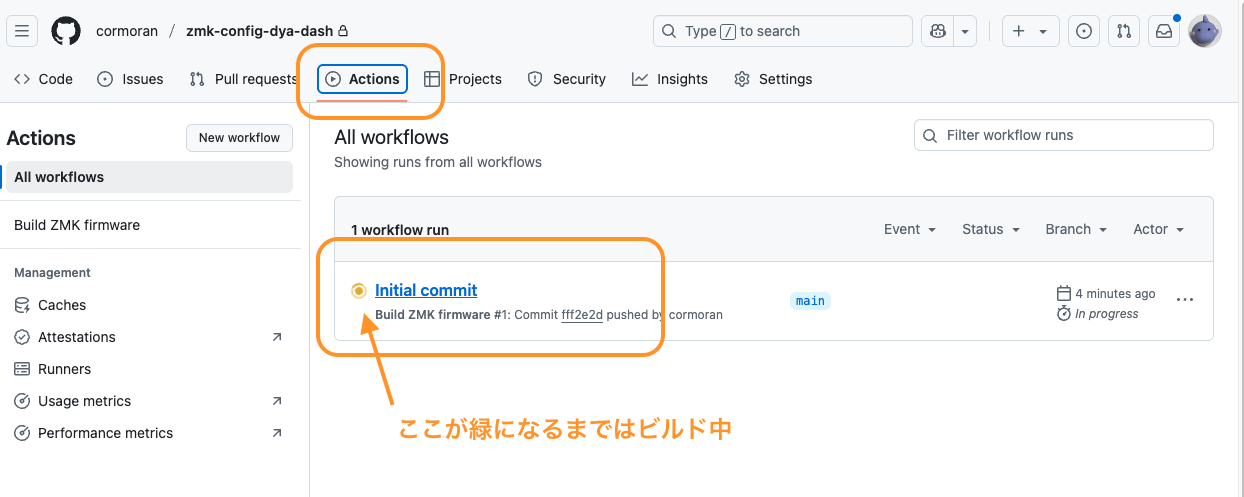 cormoran / zmk-config-dya-dash
Type / to search
Code
Issues
Pull requests
Actions
Projects
Security
Insights
Settings
Actions
New workflow
All workflows
Build ZMK firmware
Management
Caches
Attestations
Runners
Usage metrics
Performance metrics
All workflows
Showing runs from all workflows
Filter workflow runs
1 workflow run
Event
Status
Branch
Actor
Initial commit
Build ZMK firmware #1: Commit fff2e2d pushed by cormoran
main
4 minutes ago
In progress
ここが緑になるまではビルド中